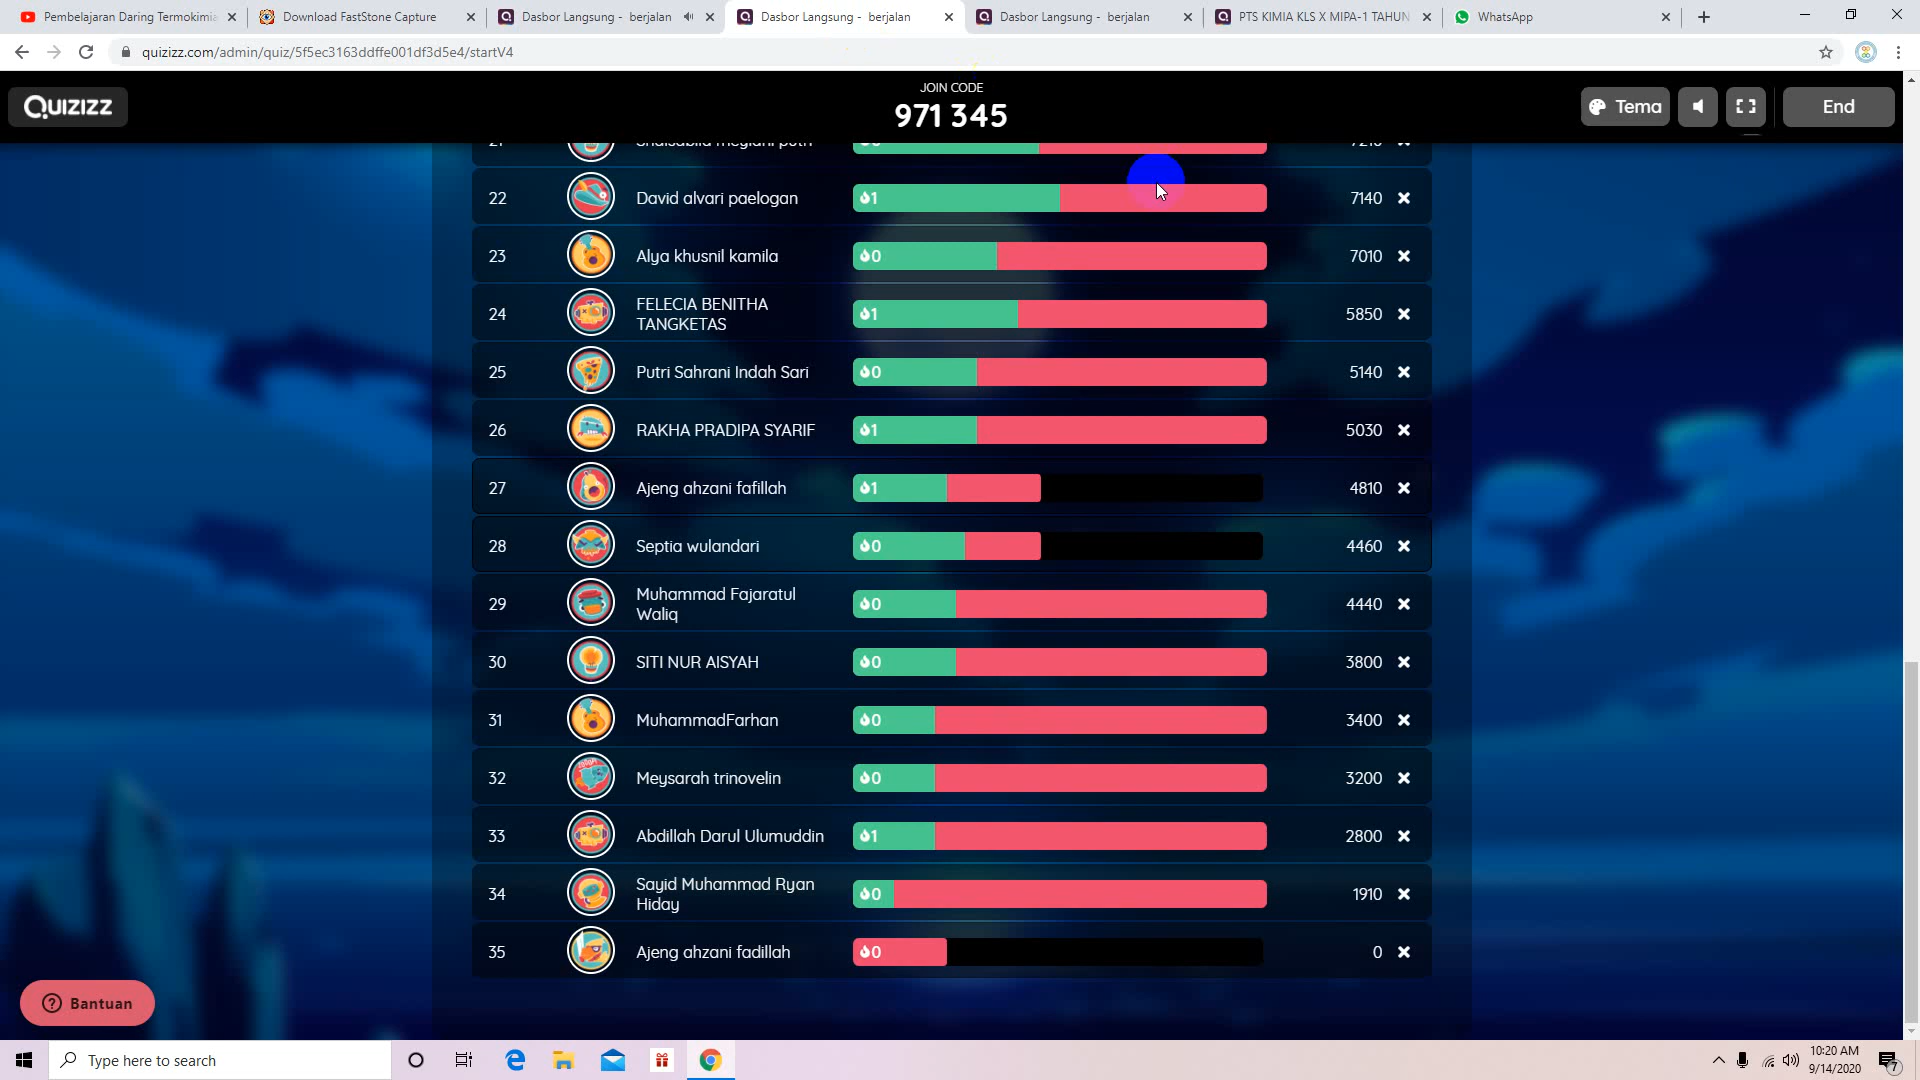 Pembelajaran Daring Termokimia
Download FastStone Capture
Dasbor Langsung - berjalan
Dasbor Langsung - berjalan
Dasbor Langsung - berjalan
PTS KIMIA KLS X MIPA-1 TAHUN
WhatsApp
quizizz.com/admin/quiz/5f5ec3163ddffe001df3d5e4/startV4
Quizizz
JOIN CODE
971 345
Tema
End
22 David alvari paelogan 1 7140
23 Alya khusnil kamila 0 7010
24 FELECIA BENITHA TANGKETAS 1 5850
25 Putri Sahrani Indah Sari 0 5140
26 RAKHA PRADIPA SYARIF 1 5030
27 Ajeng ahzani fafillah 1 4810
28 Septia wulandari 0 4460
29 Muhammad Fajaratul Waliq 0 4440
30 SITI NUR AISYAH 0 3800
31 MuhammadFarhan 0 3400
32 Meysarah trinovelin 0 3200
33 Abdillah Darul Ulumuddin 1 2800
34 Sayid Muhammad Ryan Hiday 0 1910
35 Ajeng ahzani fadillah 0 0
Bantuan
Type here to search
10:20 AM
9/14/2020
7